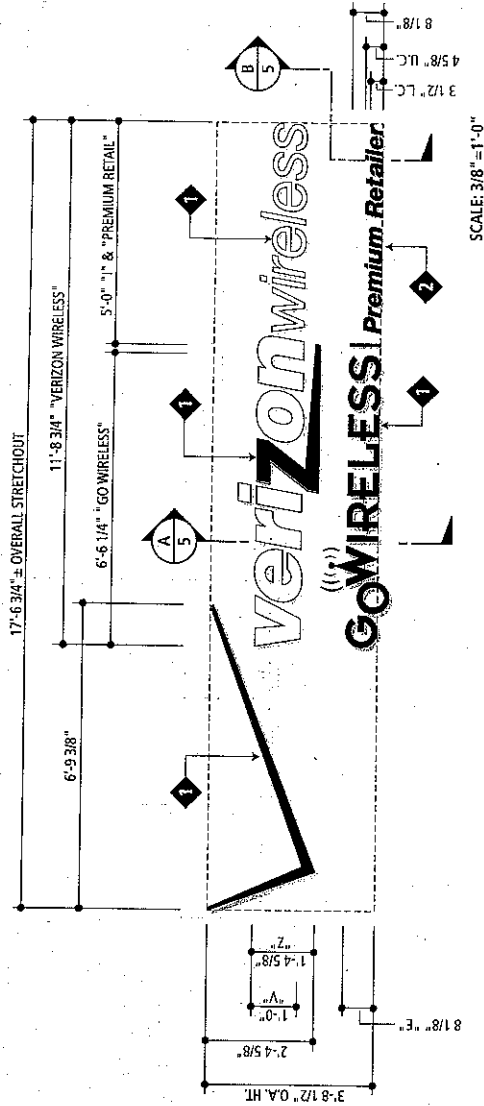 17'-6 3/4" ± OVERALL STRETCHOUT
11'-8 3/4" "VERIZON WIRELESS"
6'-9 3/8"
6'-6 1/4" "GO WIRELESS"
5'-0" "|" & "PREMIUM RETAIL"
1
A
5
1
1
B
5
verizonwireless
GoWIRELESS | Premium Retailer
3'-8 1/2" O.A. HT.
2'-4 5/8"
1'-0"
"V"
1'-4 5/8"
"Z"
8 1/8" "E"
3 1/2" L.C.
4 5/8" U.C.
8 1/8"
1
2
SCALE: 3/8"=1'-0"